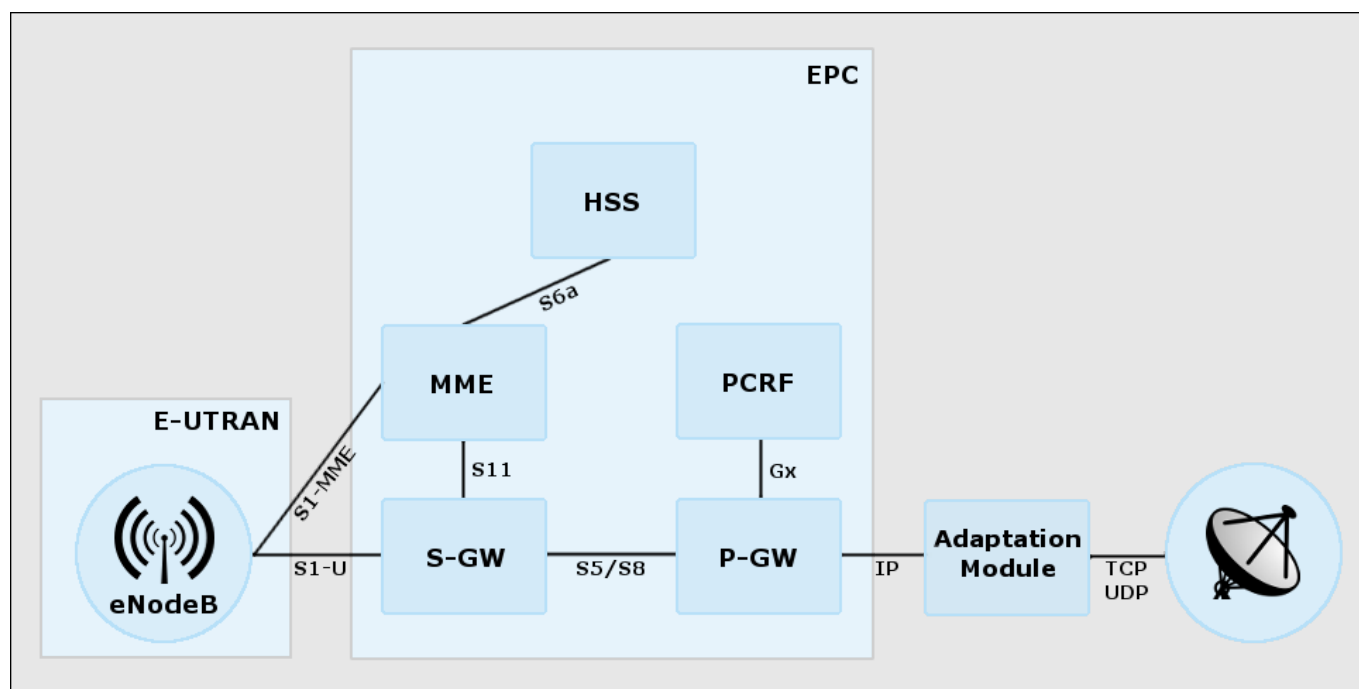 EPC
HSS
S6a
MME
PCRF
E-UTRAN
S1-MME
S11
Gx
eNodeB
S1-U
S-GW
S5/S8
P-GW
IP
Adaptation
Module
TCP
UDP